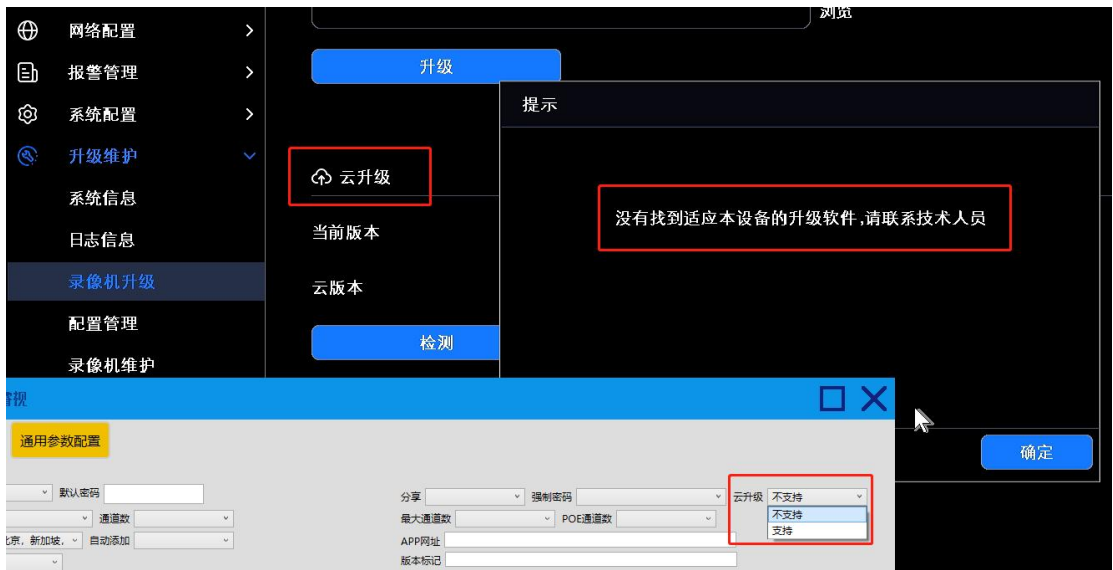 浏览
网络配置
报警管理
系统配置
升级维护
系统信息
日志信息
录像机升级
配置管理
录像机维护
升级
云升级
当前版本
云版本
检测
提示
没有找到适应本设备的升级软件,请联系技术人员
确定
通用参数配置
默认密码 分享 强制密码 云升级 不支持
通道数 最大通道数 POE通道数 不支持
支持
北京，新加坡， 自动添加 APP网址
版本标记